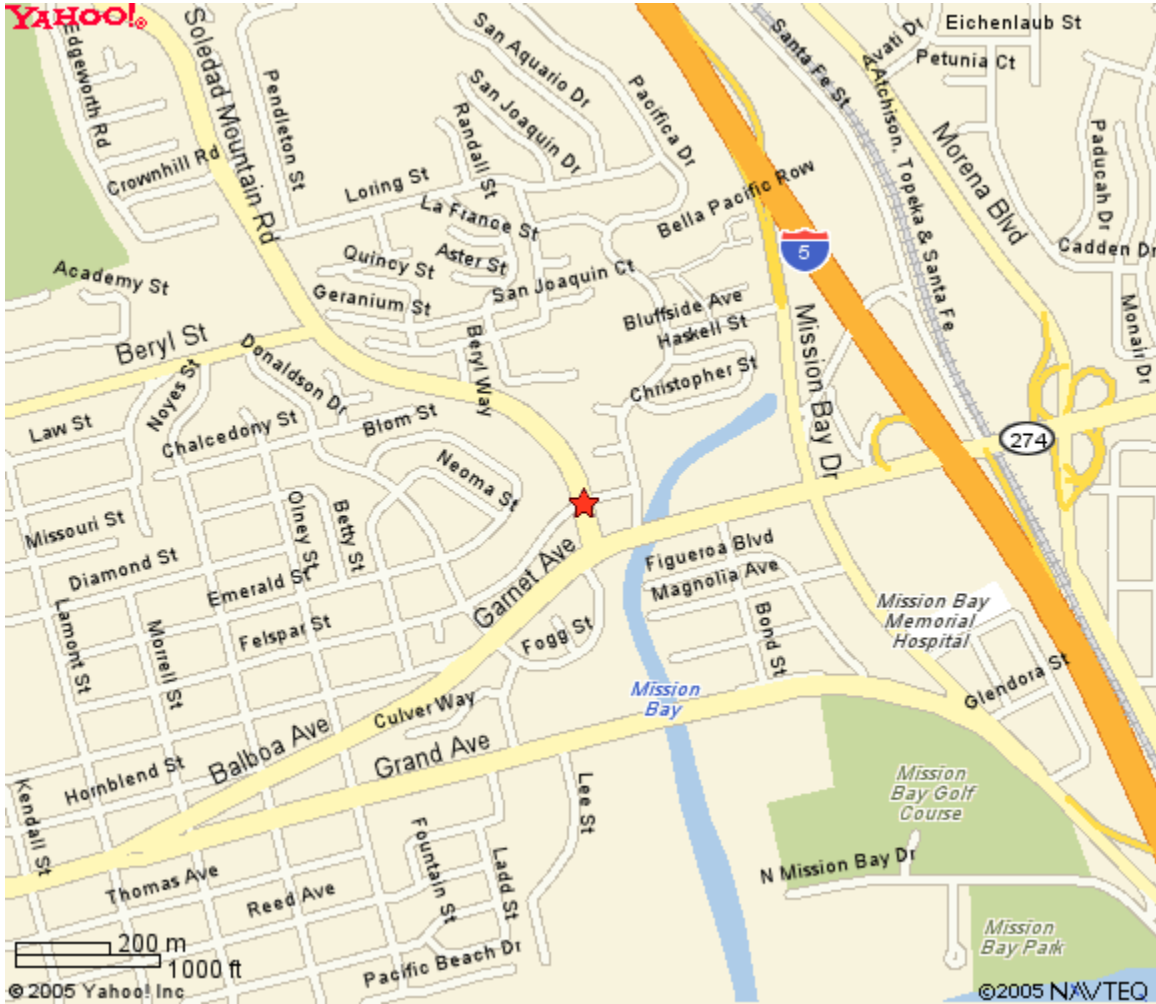 YAHOO!®
Soledad Mountain Rd
Edgeworth Rd
Pendleton St
San Aquario Dr
San Joaquin Dr
Randall St
Pacifica Dr
Santa Fe St
Avati Dr
Eichenlaub St
Petunia Ct
Atchison, Topeka & Santa Fe
Morena Blvd
Paducah Dr
Cadden Dr
Monair Dr
Crownhill Rd
Loring St
La France St
Bella Pacific Row
5
Quincy St
Aster St
San Joaquin Ct
Geranium St
Academy St
Bluffside Ave
Haskell St
Beryl St
Beryl Way
Christopher St
Mission Bay Dr
Donaldson Dr
Noyes St
Law St
Chalcedony St
Blom St
Neoma St
274
Missouri St
Olney St
Betty St
Diamond St
Emerald St
Garnet Ave
Figueroa Blvd
Magnolia Ave
Bond St
Mission Bay
Memorial
Hospital
Lamont St
Morrell St
Felspar St
Fogg St
Glendora St
Mission
Bay
Culver Way
Balboa Ave
Grand Ave
Hornblend St
Kendall St
Lee St
Mission
Bay Golf
Course
Thomas Ave
Reed Ave
Fountain St
Ladd St
N Mission Bay Dr
Pacific Beach Dr
Mission
Bay Park
200 m
1000 ft
©2005 Yahoo! Inc
©2005 NAVTEQ